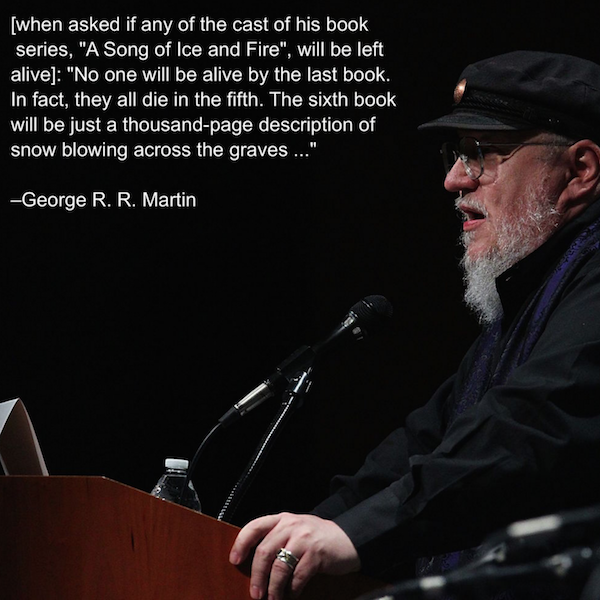 [when asked if any of the cast of his book
series, "A Song of Ice and Fire", will be left
alive]: "No one will be alive by the last book.
In fact, they all die in the fifth. The sixth book
will be just a thousand-page description of
snow blowing across the graves ..."
–George R. R. Martin